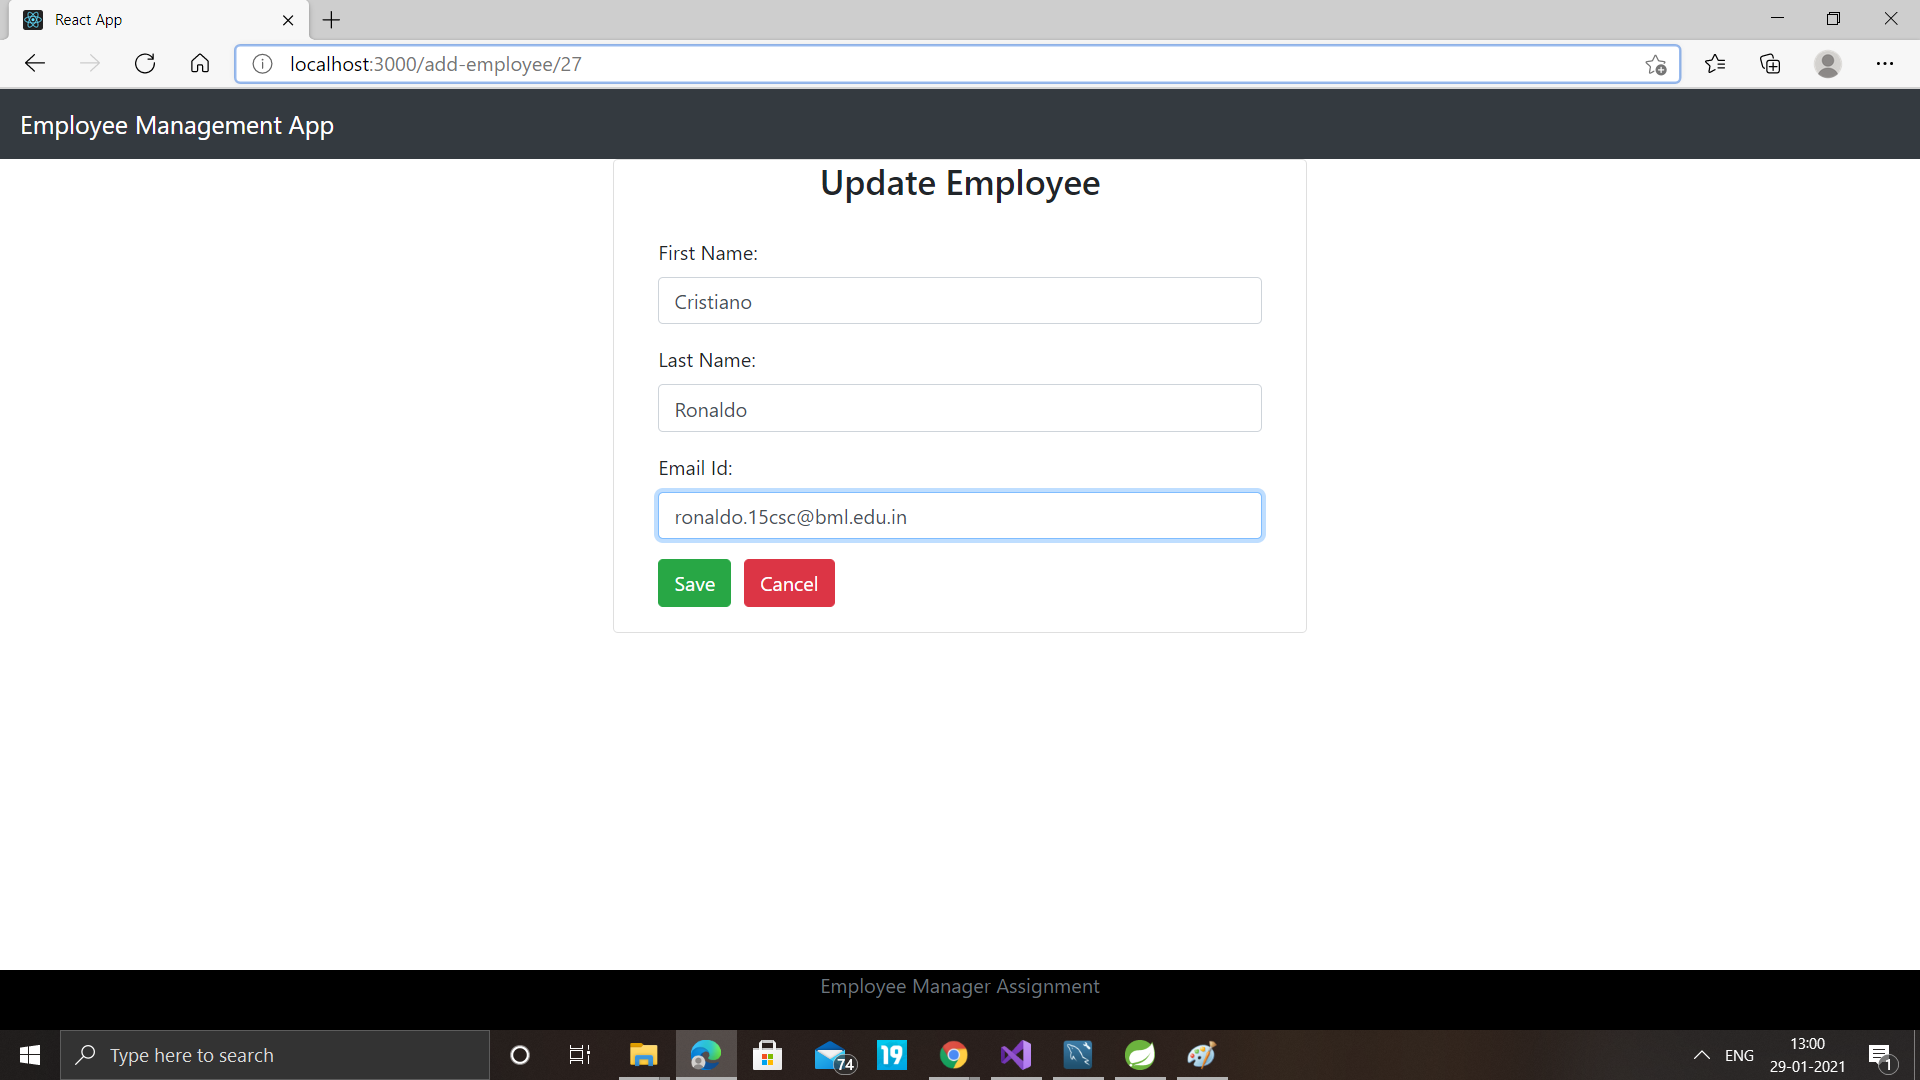 React App
localhost:3000/add-employee/27
Employee Management App
Update Employee
First Name:
Cristiano
Last Name:
Ronaldo
Email Id:
ronaldo.15csc@bml.edu.in
Save Cancel
Employee Manager Assignment
Type here to search
74
19
ENG
13:00
29-01-2021
1